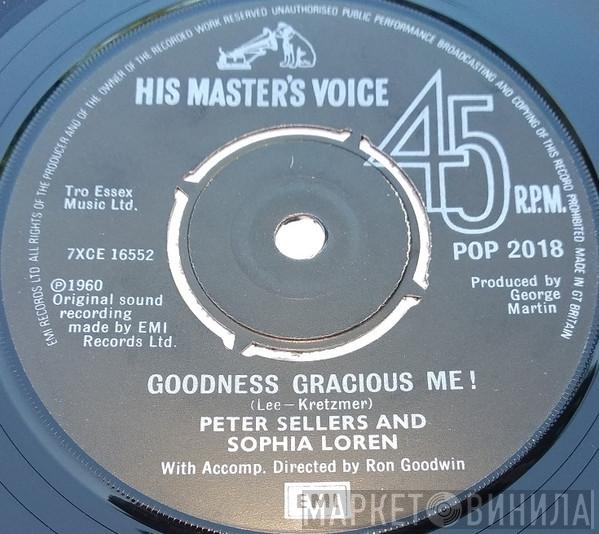 EMI RECORDS LTD ALL RIGHTS OF THE PRODUCER AND OF THE OWNER OF THE RECORDED WORK RESERVED UNAUTHORISED PUBLIC PERFORMANCE BROADCASTING AND COPYING OF THIS RECORD PROHIBITED MADE IN GT BRITAIN
HIS MASTER'S VOICE
45
R.P.M.
Tro Essex
Music Ltd.
7XCE 16552
POP 2018
℗1960
Original sound
recording
made by EMI
Records Ltd.
Produced by
George
Martin
GOODNESS GRACIOUS ME!
(Lee-Kretzmer)
PETER SELLERS AND
SOPHIA LOREN
With Accomp. Directed by Ron Goodwin
EMI
МАРКЕТ ВИНИЛА